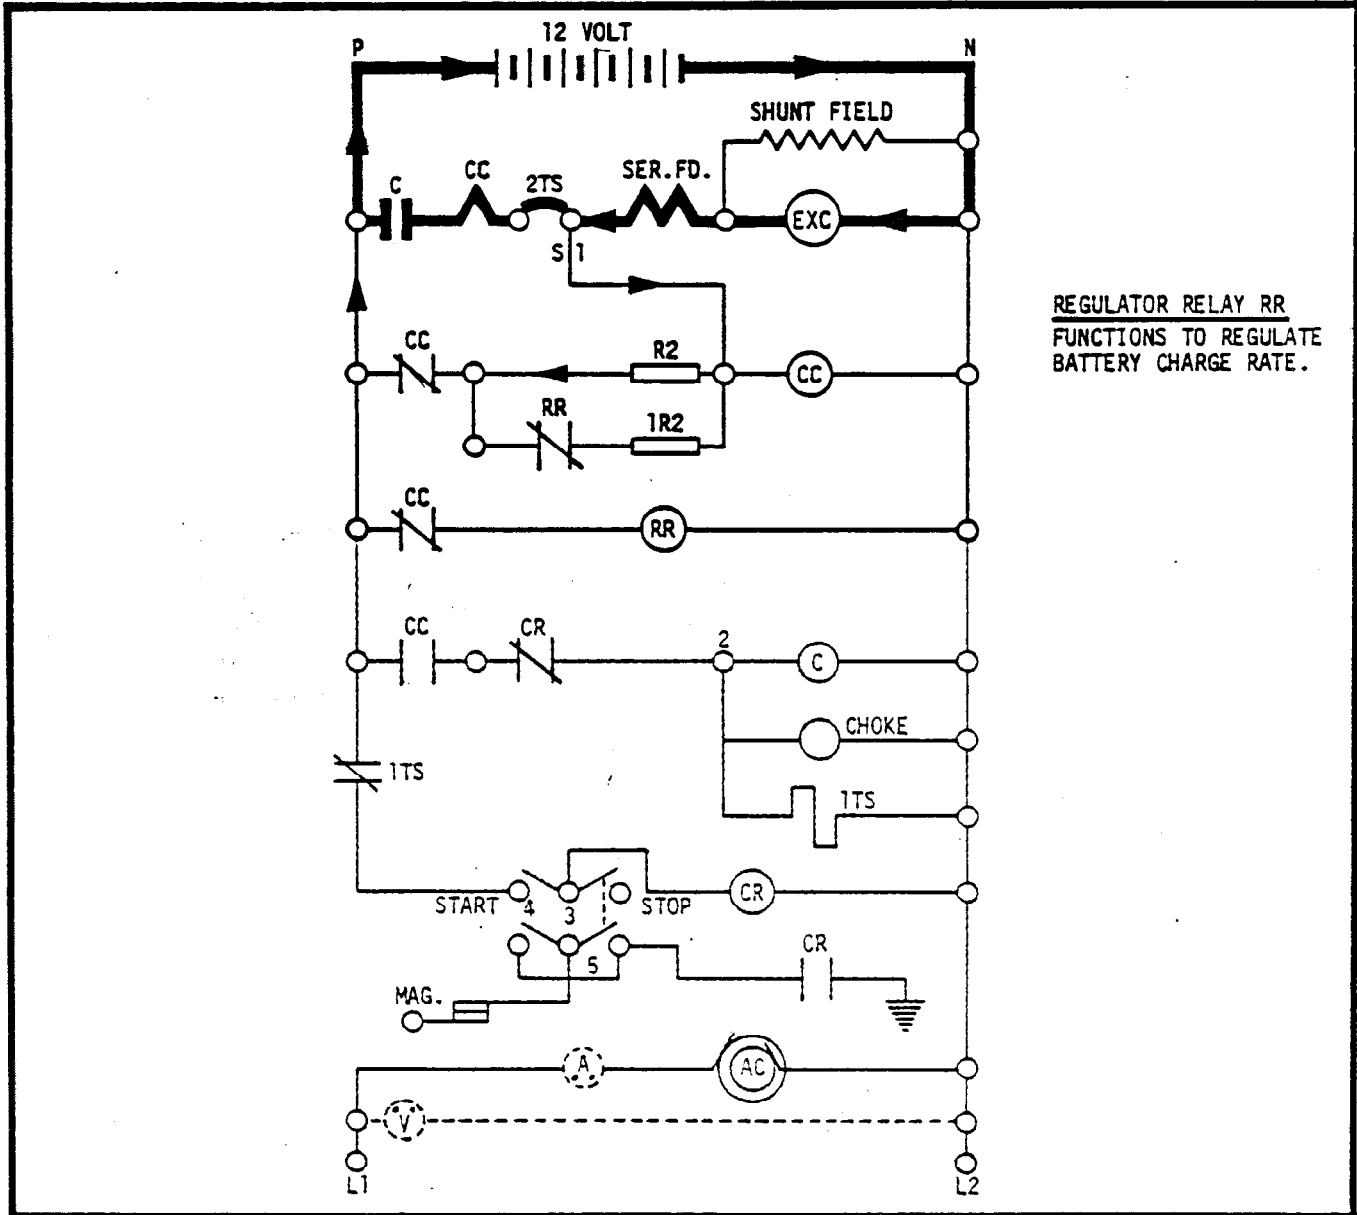 12 VOLT
P
N
SHUNT FIELD
C
CC
2TS
SER.FD.
EXC
S 1
REGULATOR RELAY RR
FUNCTIONS TO REGULATE
BATTERY CHARGE RATE.
CC
R2
CC
RR
1R2
CC
RR
CC
CR
2
C
CHOKE
1TS
1TS
START
4
3
STOP
CR
5
CR
MAG.
A
AC
V
L1
L2